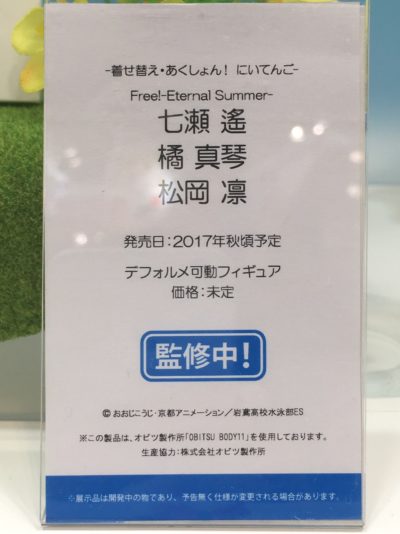 -着せ替え・あくしょん! にいてんご-
Free!-Eternal Summer-
七瀬 遙
橘 真琴
松岡 凛
発売日：2017年秋頃予定
デフォルメ可動フィギュア
価格：未定
監修中!
© おおじこうじ・京都アニメーション／岩鳶高校水泳部ES
※この製品は、オビツ製作所「OBITSU BODY11」を使用しております。
生産協力：株式会社オビツ製作所
※展示品は開発中の物であり、予告無く仕様が変更される場合があります。